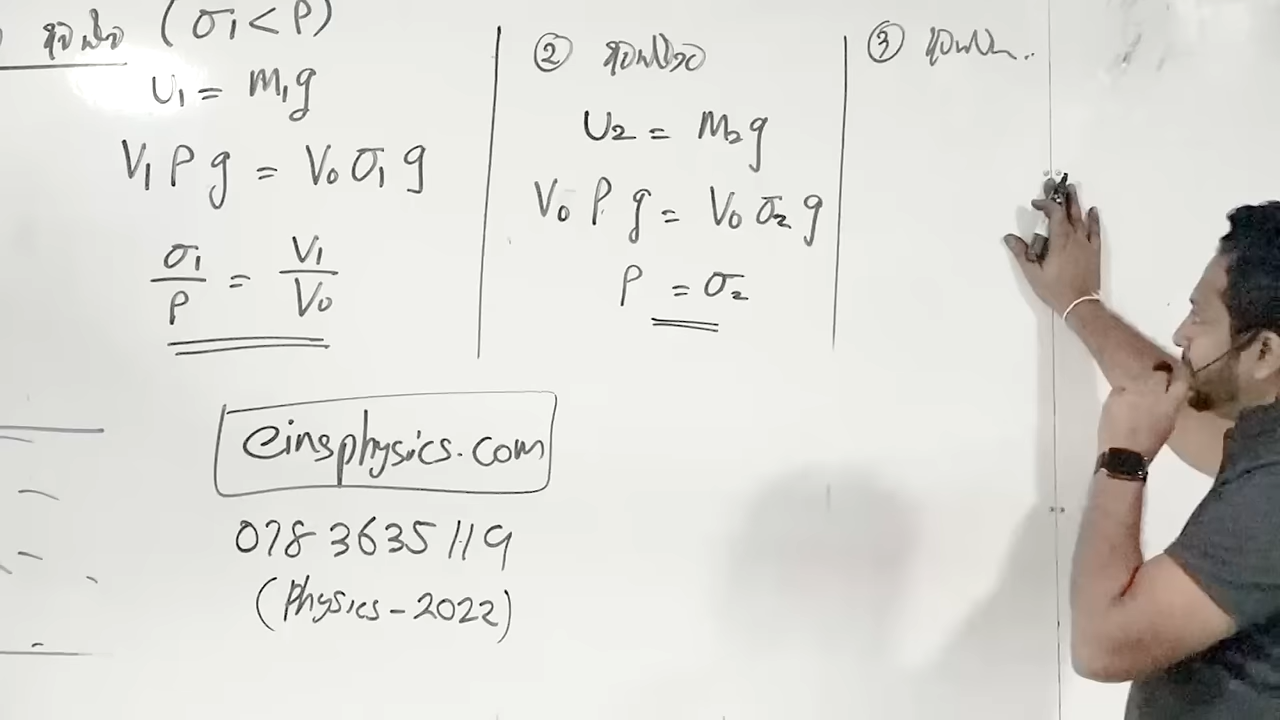 (σ₁ < ρ)
U₁ = m₁g
V₁ ρ g = V₀ σ₁ g
σ₁/ρ = V₁/V₀
②
U₂ = m₂g
V₀ ρ g = V₀ σ₂ g
ρ = σ₂
③
einsphysics.com
078 3635119
(Physics-2022)